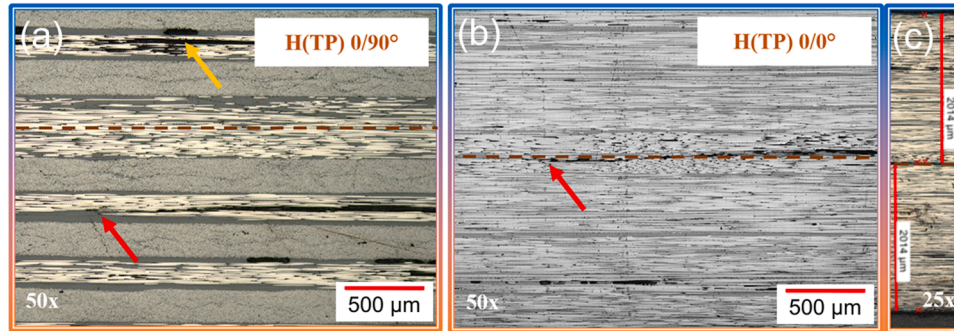 (a)
H(TP) 0/90°
50x
500 µm
(b)
H(TP) 0/0°
50x
500 µm
(c)
2014 µm
2014 µm
25x